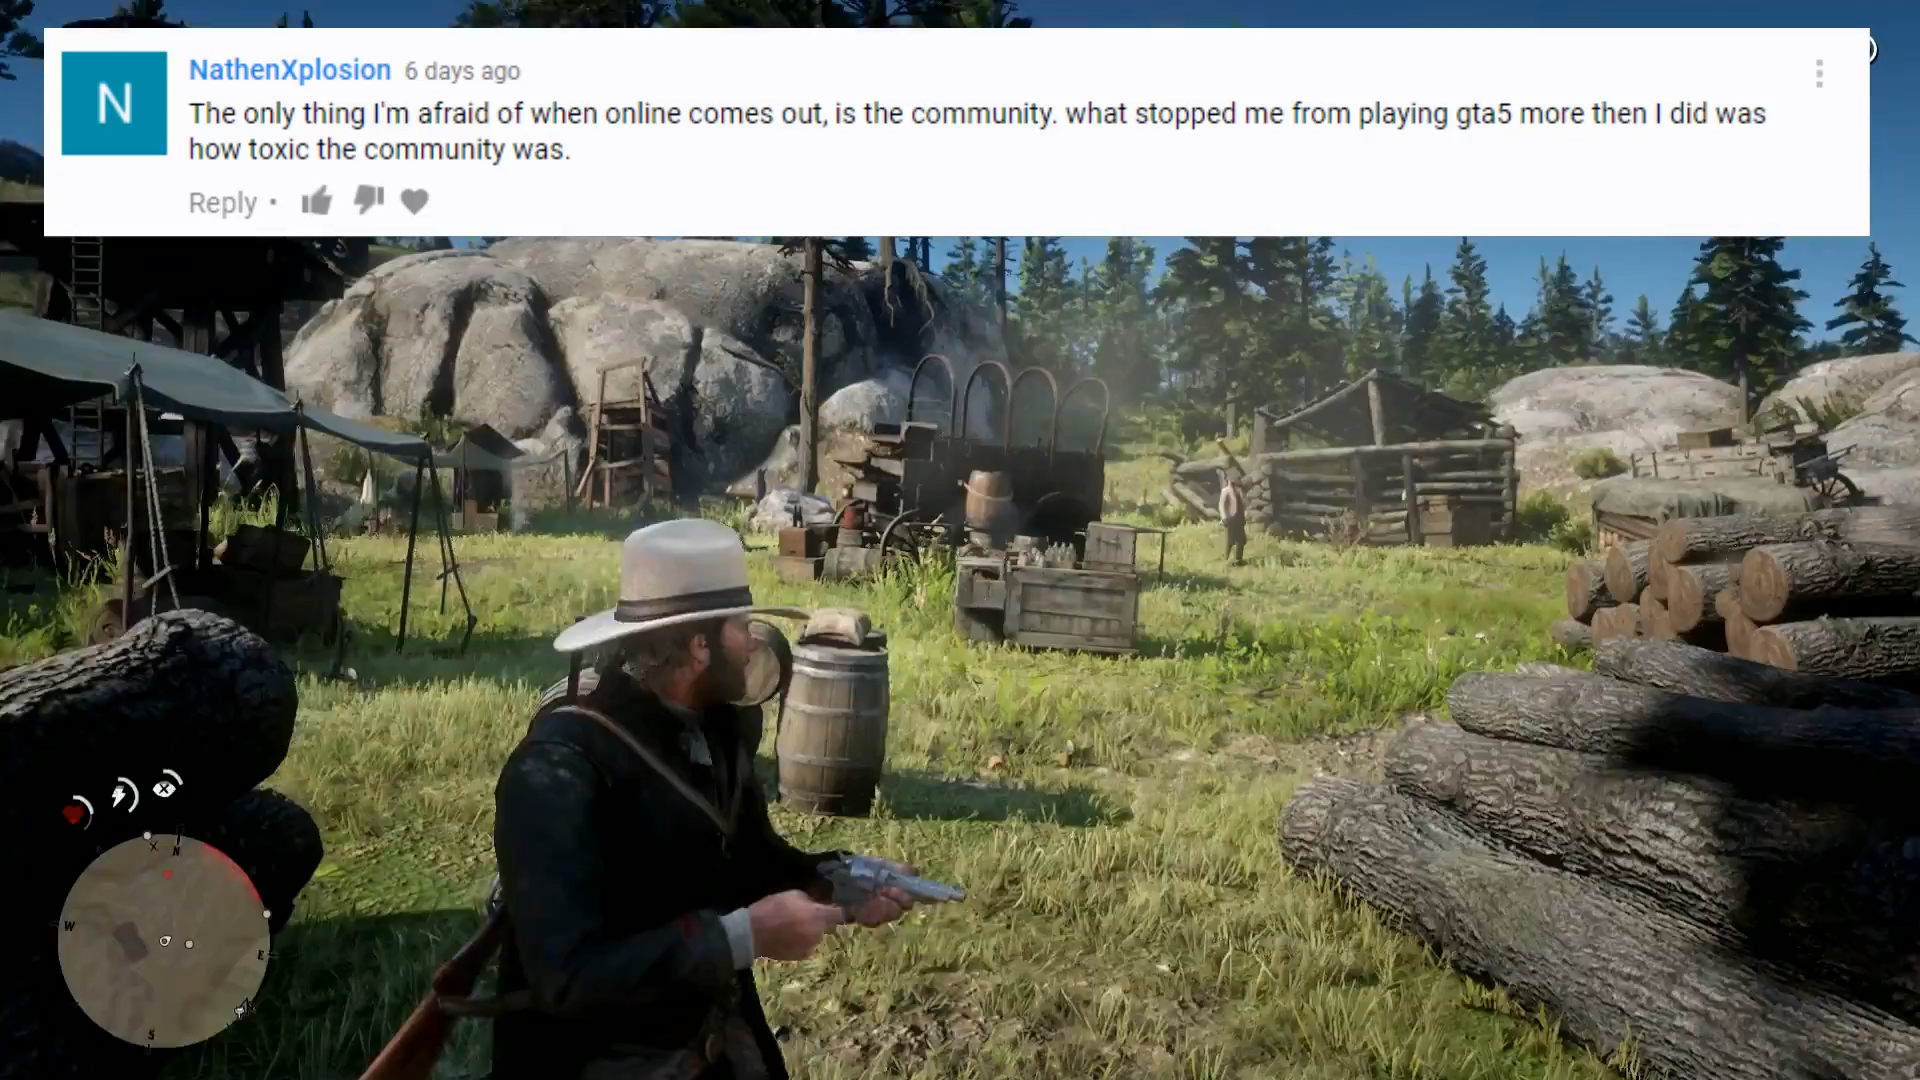 N
NathenXplosion 6 days ago
The only thing I'm afraid of when online comes out, is the community. what stopped me from playing gta5 more then I did was
how toxic the community was.
Reply •
N
W
E
S